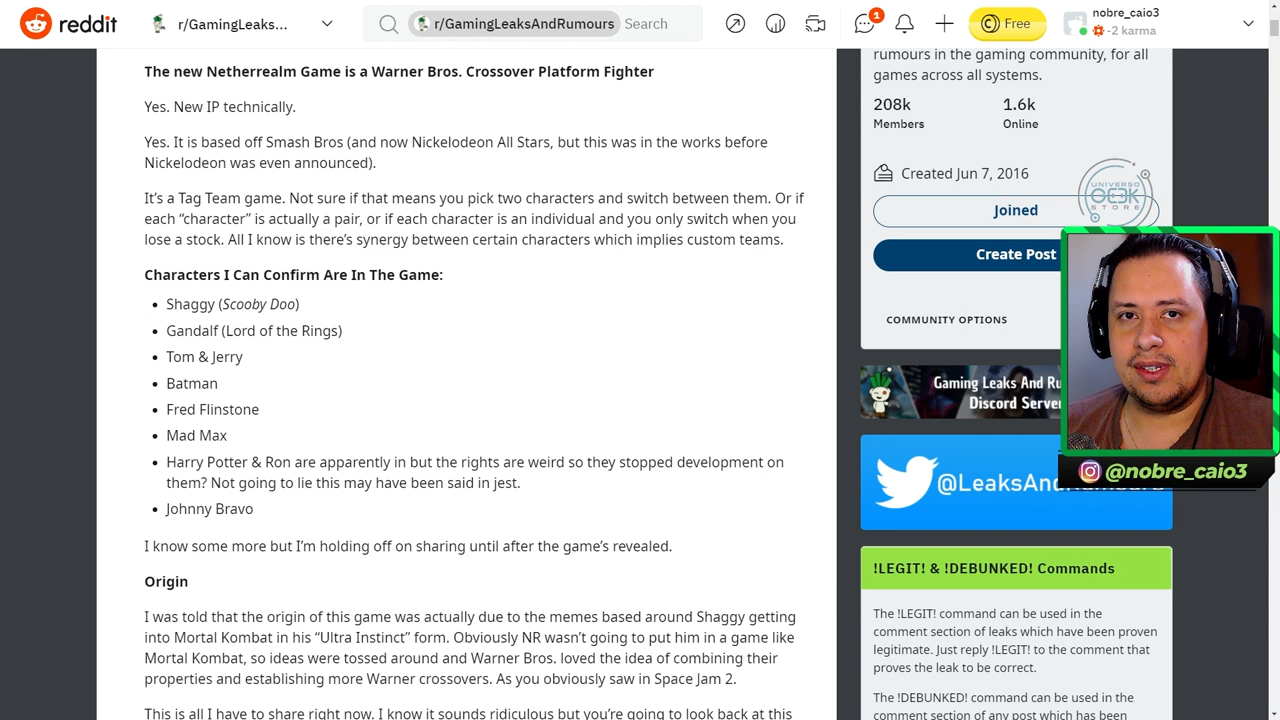 reddit
r/GamingLeaks...
r/GamingLeaksAndRumours
Search
1
Free
nobre_caio3
-2 karma
The new Netherrealm Game is a Warner Bros. Crossover Platform Fighter
Yes. New IP technically.
Yes. It is based off Smash Bros (and now Nickelodeon All Stars, but this was in the works before
Nickelodeon was even announced).
It’s a Tag Team game. Not sure if that means you pick two characters and switch between them. Or if
each “character” is actually a pair, or if each character is an individual and you only switch when you
lose a stock. All I know is there’s synergy between certain characters which implies custom teams.
Characters I Can Confirm Are In The Game:
• Shaggy (Scooby Doo)
• Gandalf (Lord of the Rings)
• Tom & Jerry
• Batman
• Fred Flinstone
• Mad Max
• Harry Potter & Ron are apparently in but the rights are weird so they stopped development on
them? Not going to lie this may have been said in jest.
• Johnny Bravo
I know some more but I’m holding off on sharing until after the game’s revealed.
Origin
I was told that the origin of this game was actually due to the memes based around Shaggy getting
into Mortal Kombat in his “Ultra Instinct” form. Obviously NR wasn’t going to put him in a game like
Mortal Kombat, so ideas were tossed around and Warner Bros. loved the idea of combining their
properties and establishing more Warner crossovers. As you obviously saw in Space Jam 2.
This is all I have to share right now. I know it sounds ridiculous but you’re going to look back at this
rumours in the gaming community, for all
games across all systems.
208k
1.6k
Members
Online
Created Jun 7, 2016
UNIVERSO
GEEK
STORE
Joined
Create Post
COMMUNITY OPTIONS
Gaming Leaks And Ru
Discord Server
@nobre_caio3
@LeaksAndRumours
!LEGIT! & !DEBUNKED! Commands
The !LEGIT! command can be used in the
comment section of leaks which have been proven
legitimate. Just reply !LEGIT! to the comment that
proves the leak to be correct.
The !DEBUNKED! command can be used in the
comment section of any post which has been